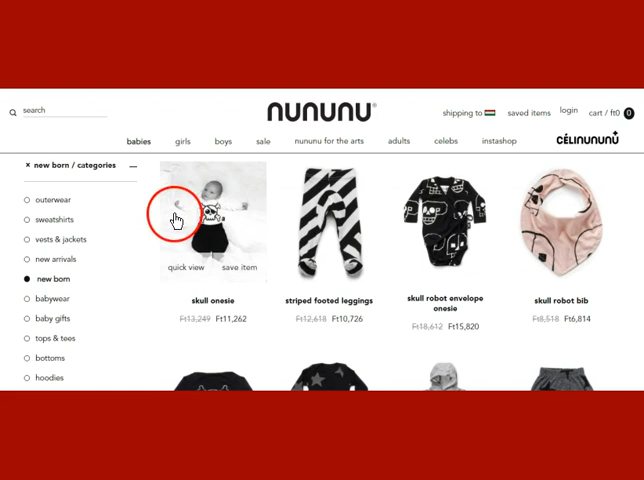 search
nununu®
shipping to
saved items
login
cart / ft0
0
babies
girls
boys
sale
nununu for the arts
adults
celebs
instashop
CÉLINUNUNU
× new born / categories
outerwear
sweatshirts
vests & jackets
new arrivals
new born
babywear
baby gifts
tops & tees
bottoms
hoodies
quick view
save item
skull onesie
Ft13,249 Ft11,262
striped footed leggings
Ft12,618 Ft10,726
skull robot envelope
onesie
Ft18,612 Ft15,820
skull robot bib
Ft8,518 Ft6,814